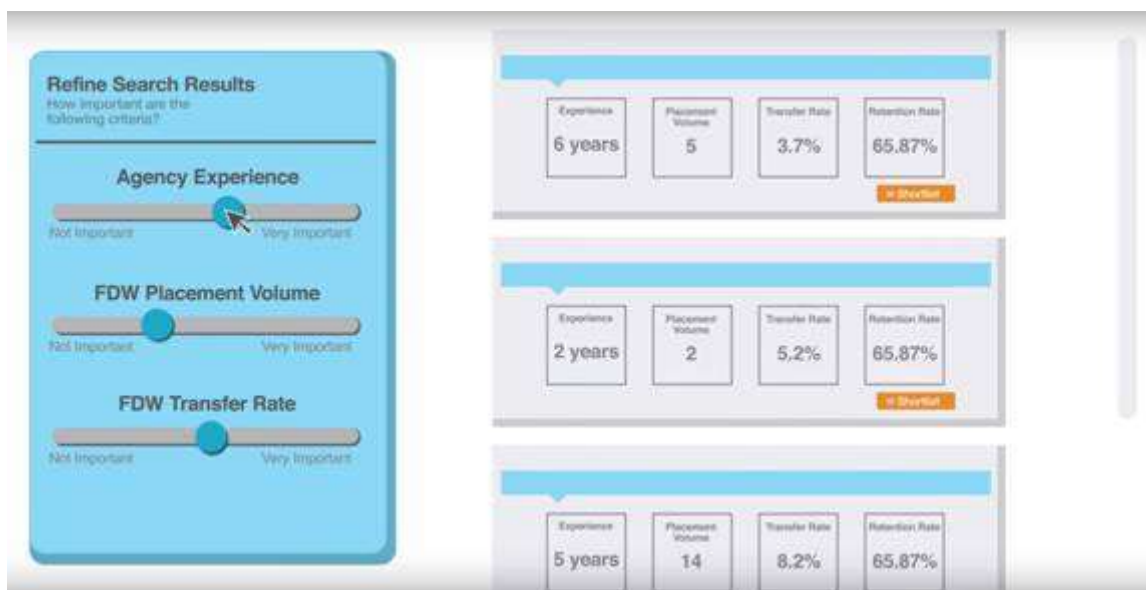 Refine Search Results
How important are the
following criteria?
Agency Experience
Not Important Very Important
FDW Placement Volume
Not Important Very Important
FDW Transfer Rate
Not Important Very Important
Experience
6 years
Placement
Volume
5
Transfer Rate
3.7%
Retention Rate
65.87%
Shortlist
Experience
2 years
Placement
Volume
2
Transfer Rate
5.2%
Retention Rate
65.87%
Shortlist
Experience
5 years
Placement
Volume
14
Transfer Rate
8.2%
Retention Rate
65.87%